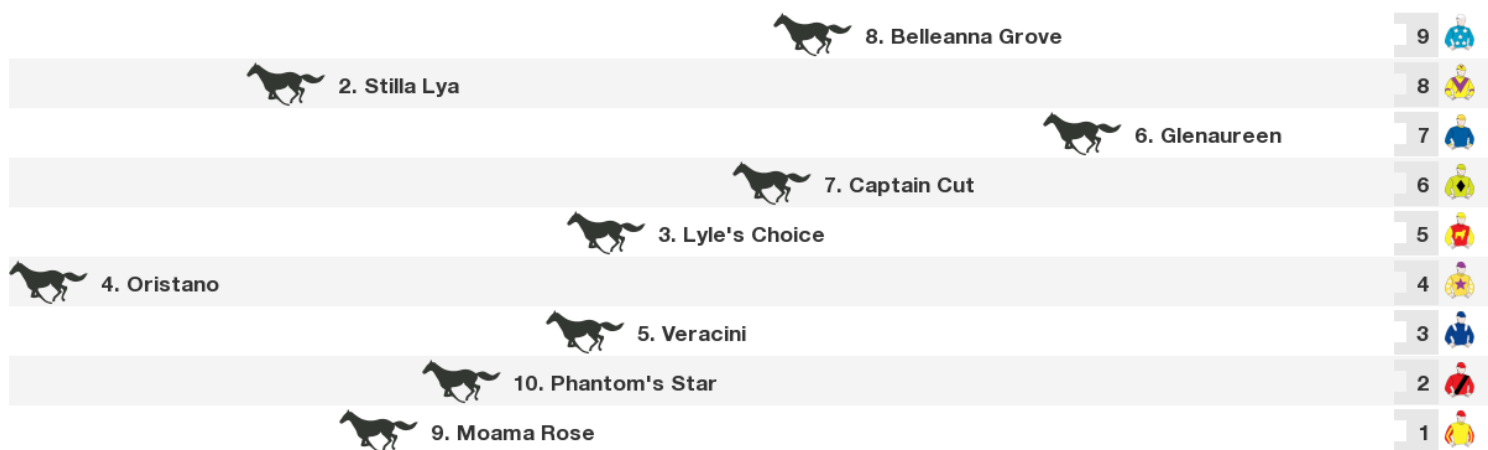 8. Belleanna Grove 9
2. Stilla Lya 8
6. Glenaureen 7
7. Captain Cut 6
3. Lyle's Choice 5
4. Oristano 4
5. Veracini 3
10. Phantom's Star 2
9. Moama Rose 1